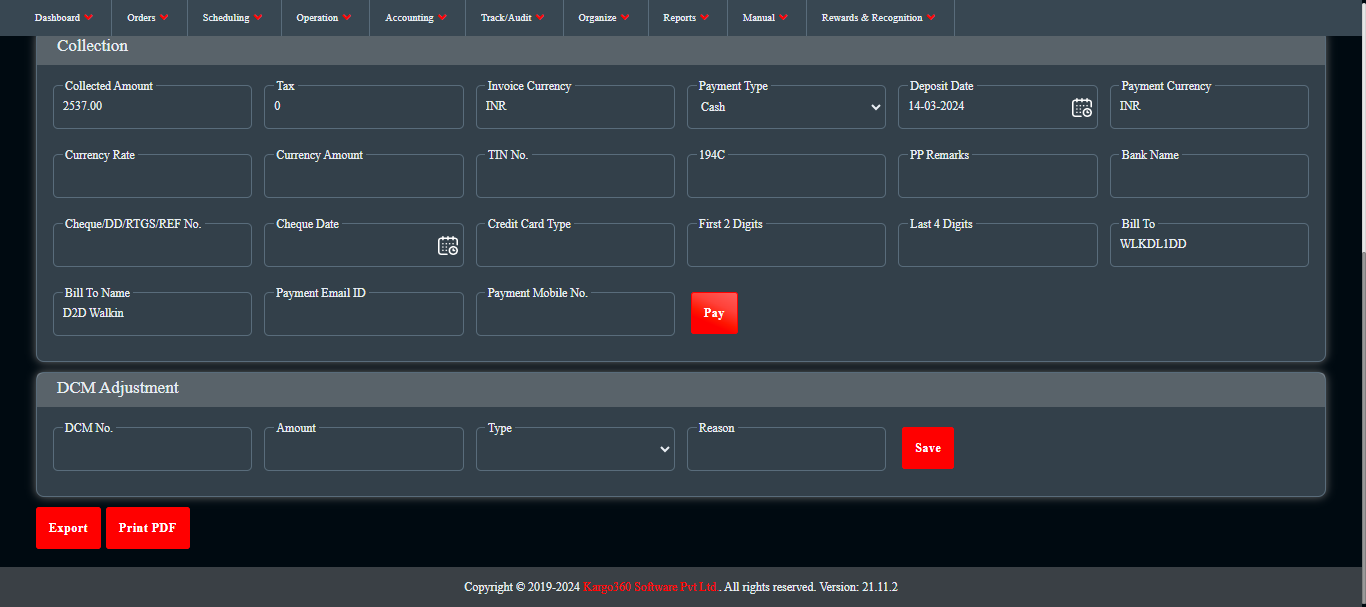 Dashboard Orders Scheduling Operation Accounting Track/Audit Organize Reports Manual Rewards & Recognition
Collection
Collected Amount Tax Invoice Currency Payment Type Deposit Date Payment Currency
2537.00 0 INR Cash 14-03-2024 INR
Currency Rate Currency Amount TIN No. 194C PP Remarks Bank Name
Cheque/DD/RTGS/REF No. Cheque Date Credit Card Type First 2 Digits Last 4 Digits Bill To
WLKDL1DD
Bill To Name Payment Email ID Payment Mobile No.
D2D Walkin Pay
DCM Adjustment
DCM No. Amount Type Reason
Save
Export Print PDF
Copyright © 2019-2024 Kargo360 Software Pvt Ltd . All rights reserved. Version: 21.11.2